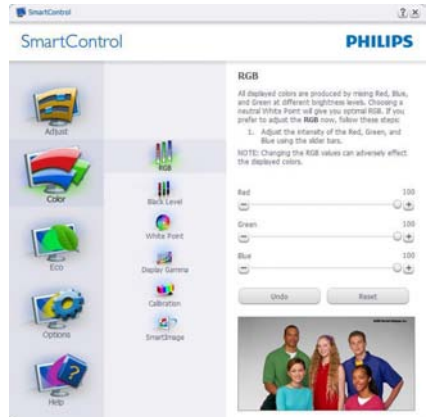 SmartControl
SmartControl
PHILIPS
Adjust
Color
Eco
Options
Help
RGB
Black Level
White Point
Display Gamma
Calibration
SmartImage
RGB
All displayed colors are produced by mixing Red, Blue,
and Green at different brightness levels. Choosing a
neutral White Point will give you optimal RGB. If you
prefer to adjust the RGB now, follow these steps:
1. Adjust the intensity of the Red, Green, and
Blue using the slider bars.
NOTE: Changing the RGB values can adversely effect
the displayed colors.
Red 100
Green 100
Blue 100
Undo Reset